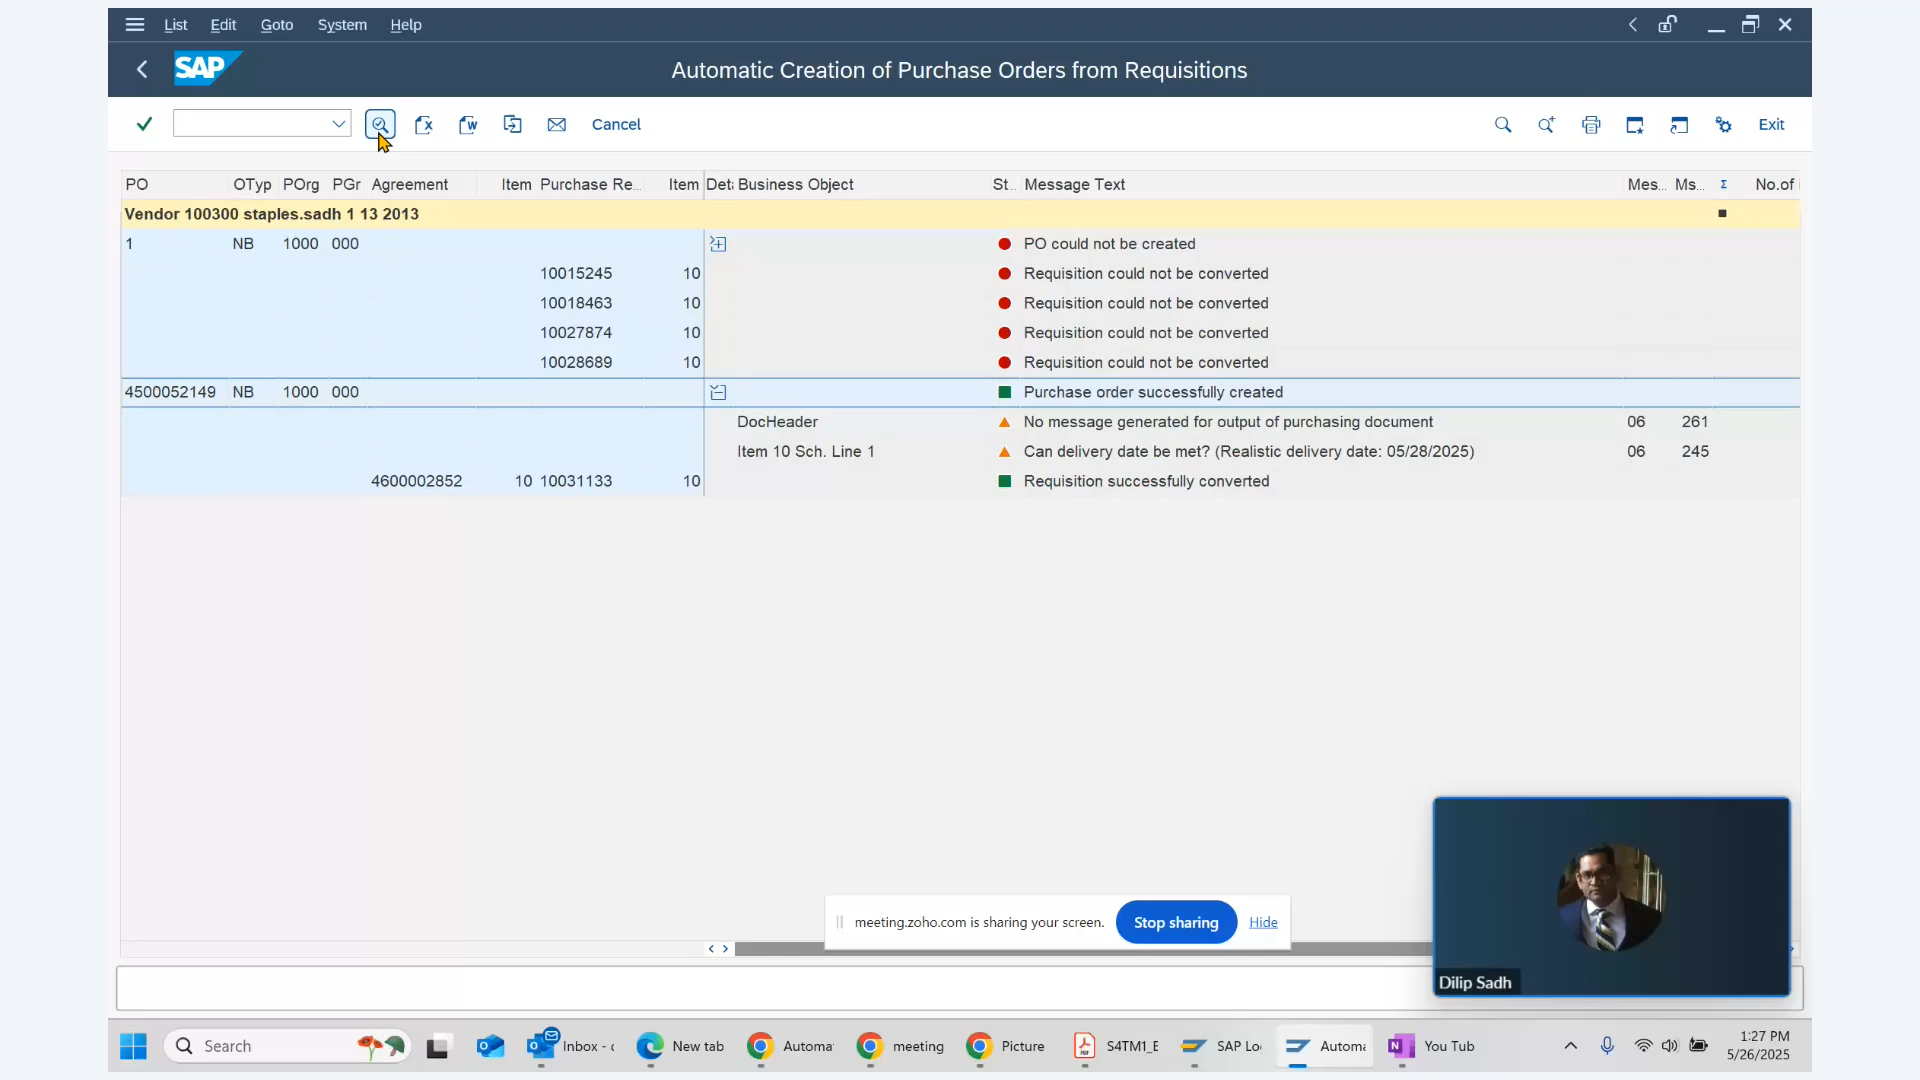 List Edit Goto System Help
SAP Automatic Creation of Purchase Orders from Requisitions
Cancel Exit
PO OTyp POrg PGr Agreement Item Purchase Re... Item Deta Business Object St... Message Text Mes... Ms... Σ No.of
Vendor 100300 staples.sadh 1 13 2013
1 NB 1000 000 PO could not be created
10015245 10 Requisition could not be converted
10018463 10 Requisition could not be converted
10027874 10 Requisition could not be converted
10028689 10 Requisition could not be converted
4500052149 NB 1000 000 Purchase order successfully created
DocHeader No message generated for output of purchasing document 06 261
Item 10 Sch. Line 1 Can delivery date be met? (Realistic delivery date: 05/28/2025) 06 245
4600002852 10 10031133 10 Requisition successfully converted
meeting.zoho.com is sharing your screen. Stop sharing Hide
Dilip Sadh
Search Inbox - New tab Automa meeting Picture S4TM1_E SAP Lo Automa You Tub 1:27 PM
5/26/2025